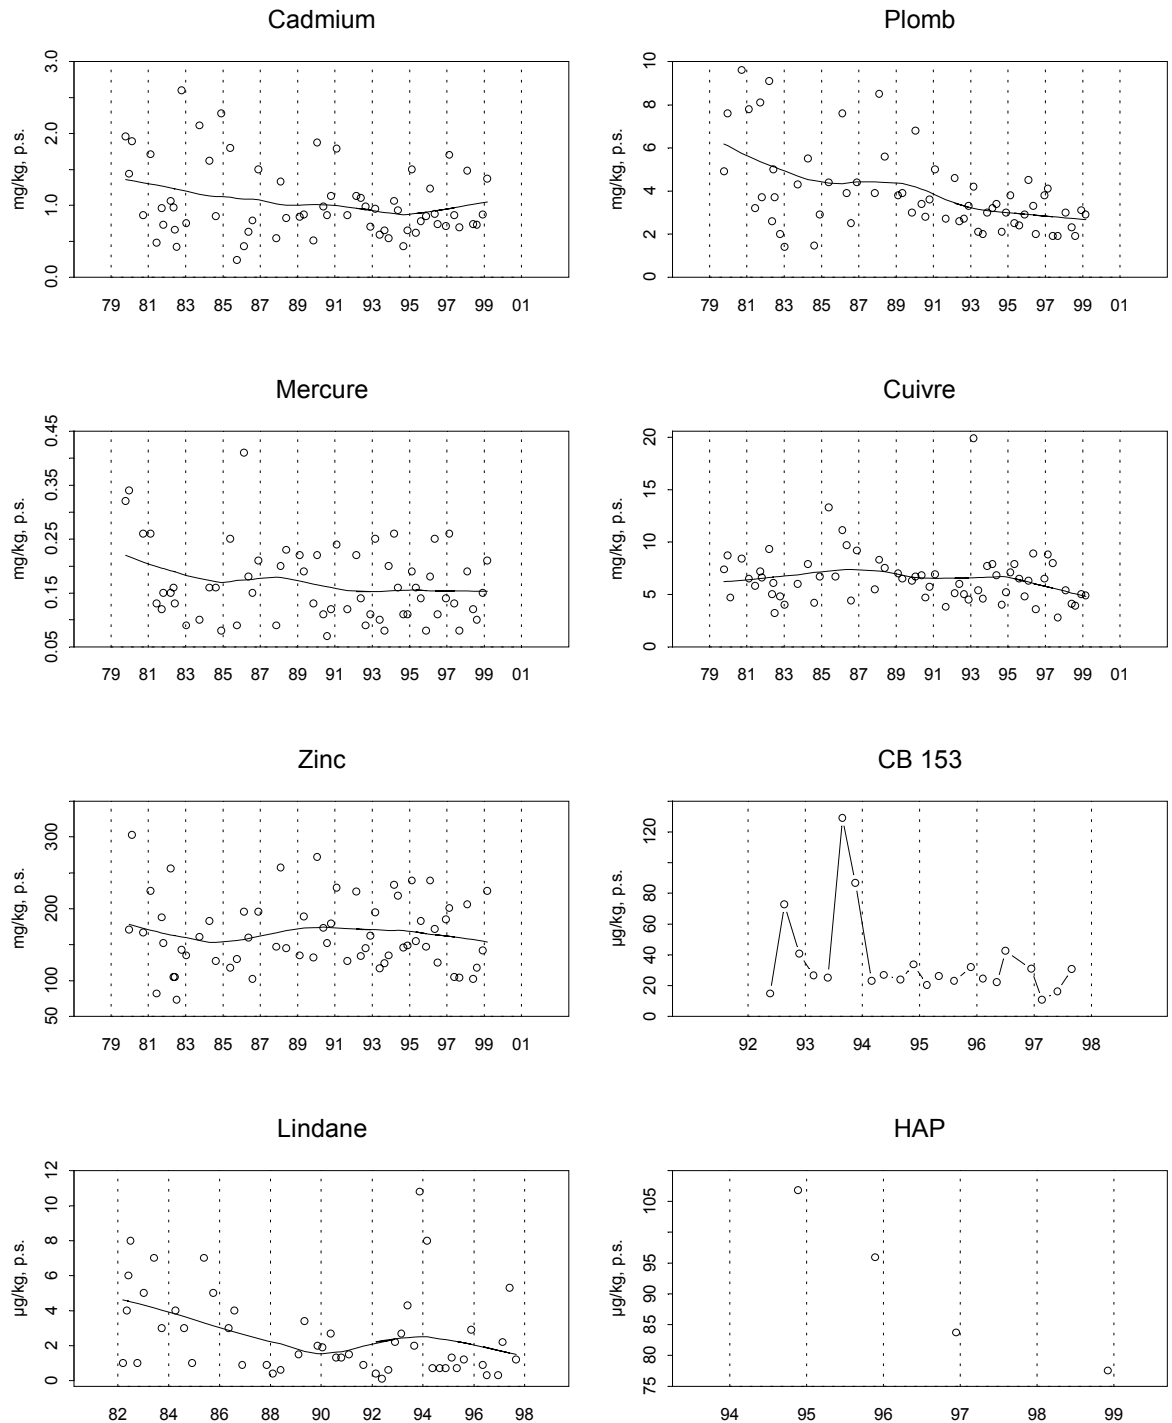 Cadmium
mg/kg, p.s.
0.0 1.0 2.0 3.0
79 81 83 85 87 89 91 93 95 97 99 01
Plomb
mg/kg, p.s.
0 2 4 6 8 10
79 81 83 85 87 89 91 93 95 97 99 01
Mercure
mg/kg, p.s.
0.05 0.15 0.25 0.35 0.45
79 81 83 85 87 89 91 93 95 97 99 01
Cuivre
mg/kg, p.s.
0 5 10 15 20
79 81 83 85 87 89 91 93 95 97 99 01
Zinc
mg/kg, p.s.
50 100 200 300
79 81 83 85 87 89 91 93 95 97 99 01
CB 153
µg/kg, p.s.
0 20 40 60 80 120
92 93 94 95 96 97 98
Lindane
µg/kg, p.s.
0 2 4 6 8 10 12
82 84 86 88 90 92 94 96 98
HAP
µg/kg, p.s.
75 80 85 90 95 105
94 95 96 97 98 99